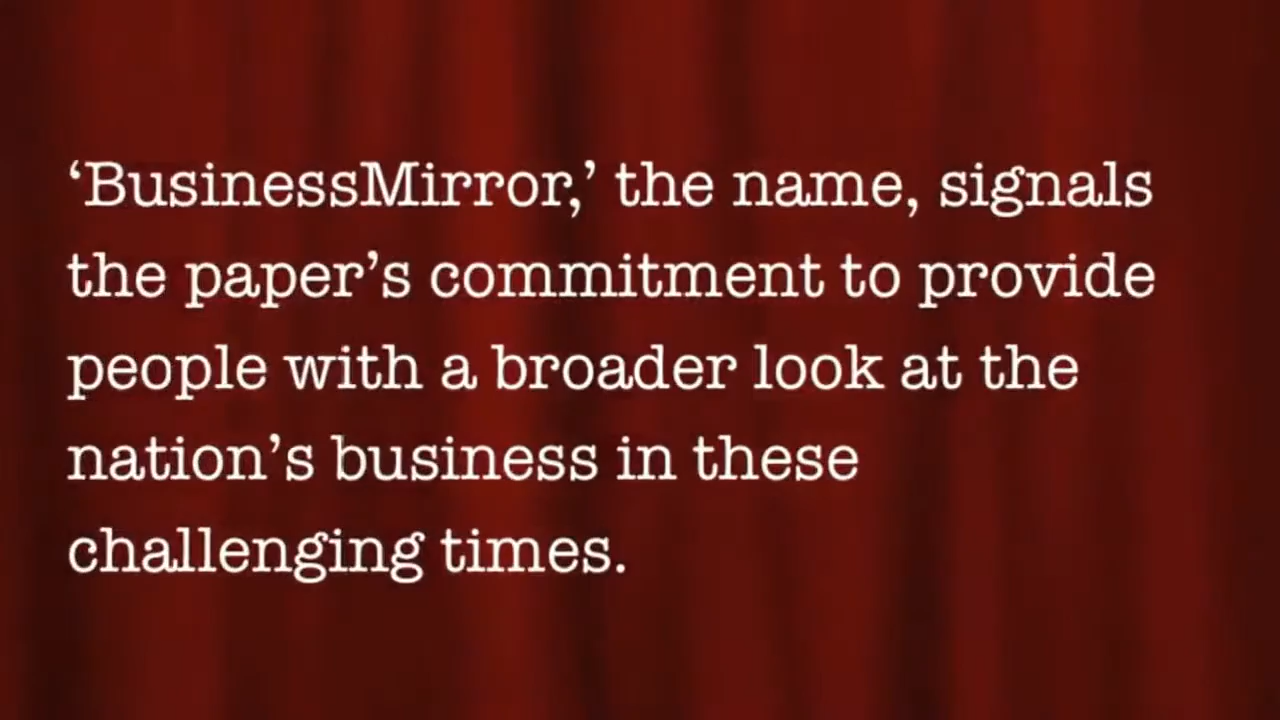 ‘BusinessMirror,’ the name, signals
the paper’s commitment to provide
people with a broader look at the
nation’s business in these
challenging times.